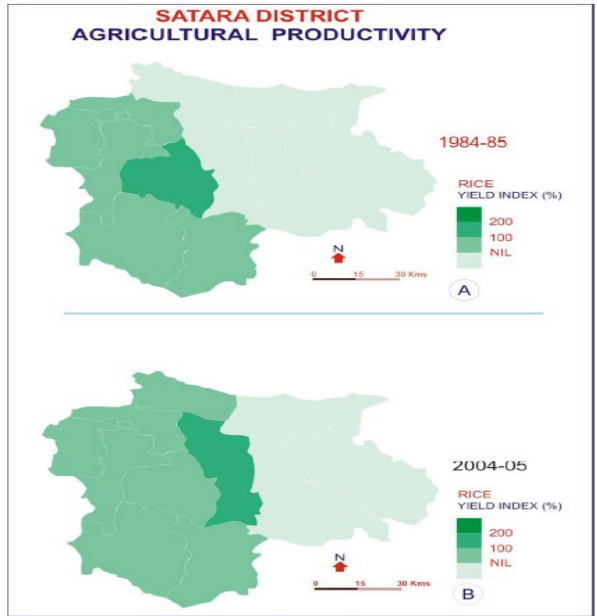 SATARA DISTRICT
AGRICULTURAL PRODUCTIVITY
1984-85
RICE
YIELD INDEX (%)
200
100
NIL
N
0 15 30 Kms
A
2004-05
RICE
YIELD INDEX (%)
200
100
NIL
N
0 15 30 Kms
B